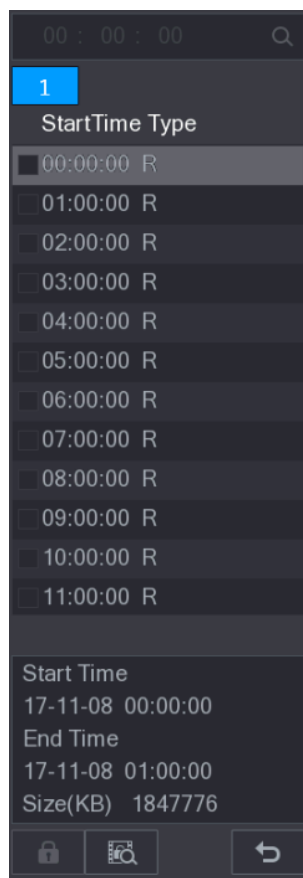 00 : 00 : 00
1
StartTime Type
00:00:00 R
01:00:00 R
02:00:00 R
03:00:00 R
04:00:00 R
05:00:00 R
06:00:00 R
07:00:00 R
08:00:00 R
09:00:00 R
10:00:00 R
11:00:00 R
Start Time
17-11-08 00:00:00
End Time
17-11-08 01:00:00
Size(KB) 1847776